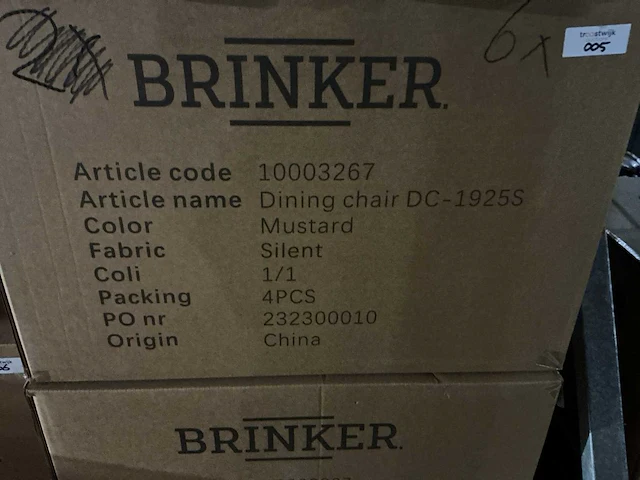 6x
troostwijk
005
BRINKER.
Article code 10003267
Article name Dining chair DC-1925S
Color Mustard
Fabric Silent
Coli 1/1
Packing 4PCS
PO nr 232300010
Origin China
BRINKER.